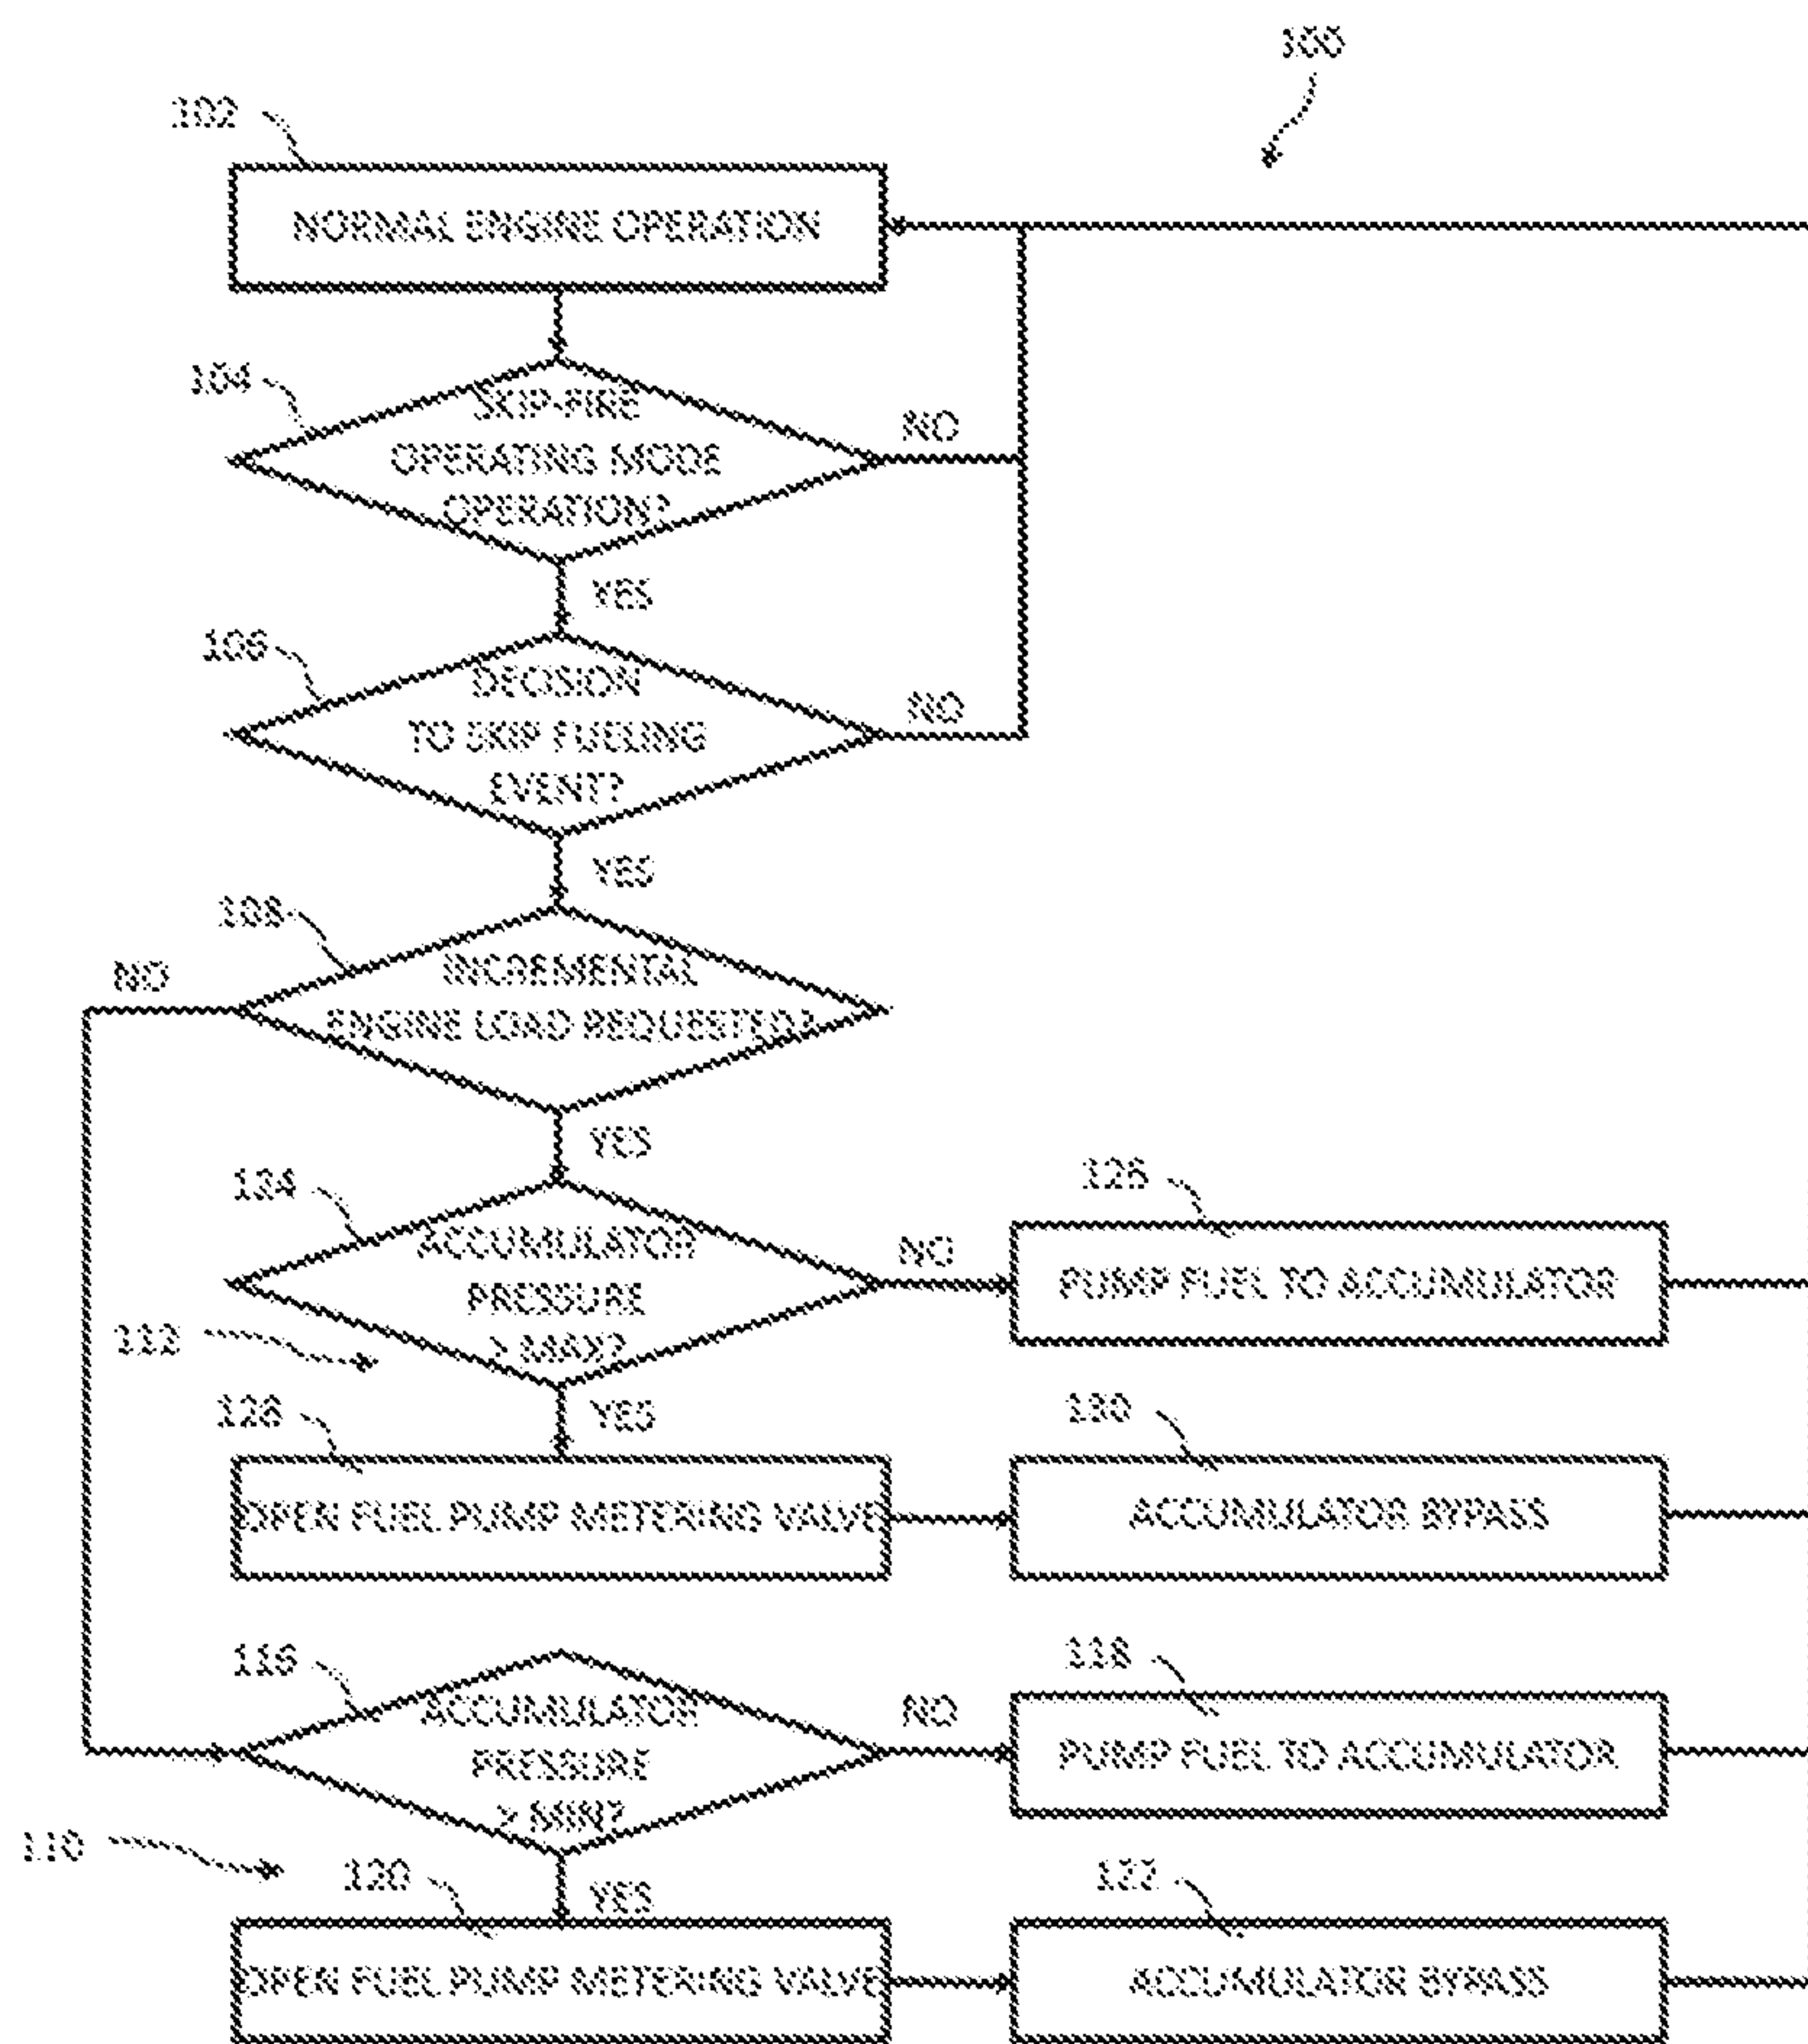 100
102
NORMAL ENGINE OPERATION
104
SKIP-FIRE
OPERATING MODE
OPERATION?
NO
YES
106
DECISION
TO SKIP FUELING
EVENT?
NO
YES
108
INCREMENTAL
ENGINE LOAD REQUESTED?
NO
YES
124
ACCUMULATOR
PRESSURE
> MAX?
NO
126
PUMP FUEL TO ACCUMULATOR
112
YES
128
OPEN FUEL PUMP METERING VALVE
130
ACCUMULATOR BYPASS
116
ACCUMULATOR
PRESSURE
> MIN?
NO
118
PUMP FUEL TO ACCUMULATOR
110
YES
120
OPEN FUEL PUMP METERING VALVE
122
ACCUMULATOR BYPASS